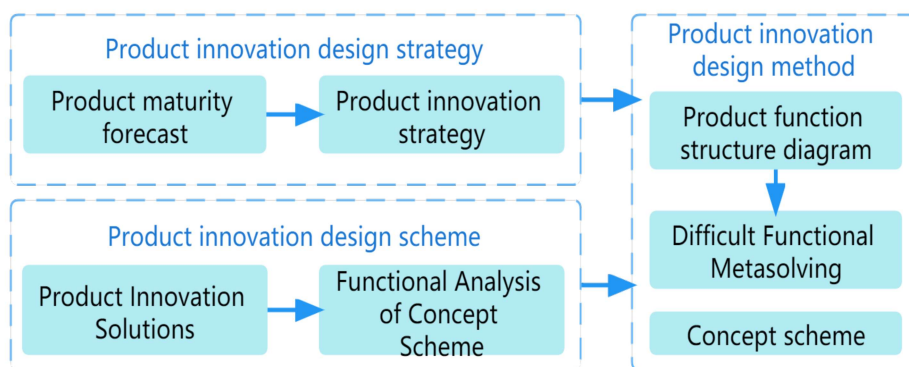 Product innovation design strategy
Product maturity
forecast
Product innovation
strategy
Product innovation design scheme
Product Innovation
Solutions
Functional Analysis
of Concept
Scheme
Product innovation
design method
Product function
structure diagram
Difficult Functional
Metasolving
Concept scheme